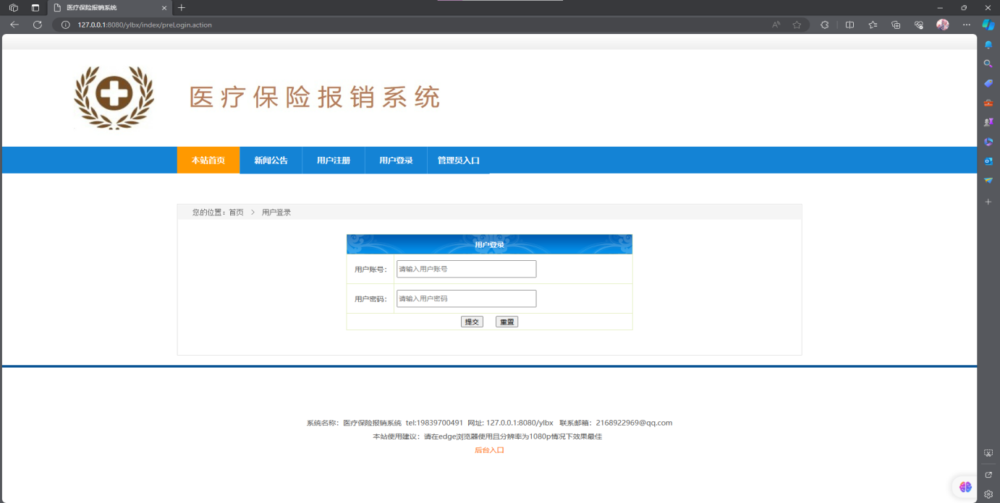 医疗保险报销系统
127.0.0.1:8080/ylbx/index/preLogin.action
医疗保险报销系统
本站首页 新闻公告 用户注册 用户登录 管理员入口
您的位置：首页 > 用户登录
用户登录
用户账号： 请输入用户账号
用户密码： 请输入用户密码
提交 重置
系统名称：医疗保险报销系统 tel:19839700491 网址: 127.0.0.1:8080/ylbx 联系邮箱：2168922969@qq.com
本站使用建议：请在edge浏览器使用且分辨率为1080p情况下效果最佳
后台入口